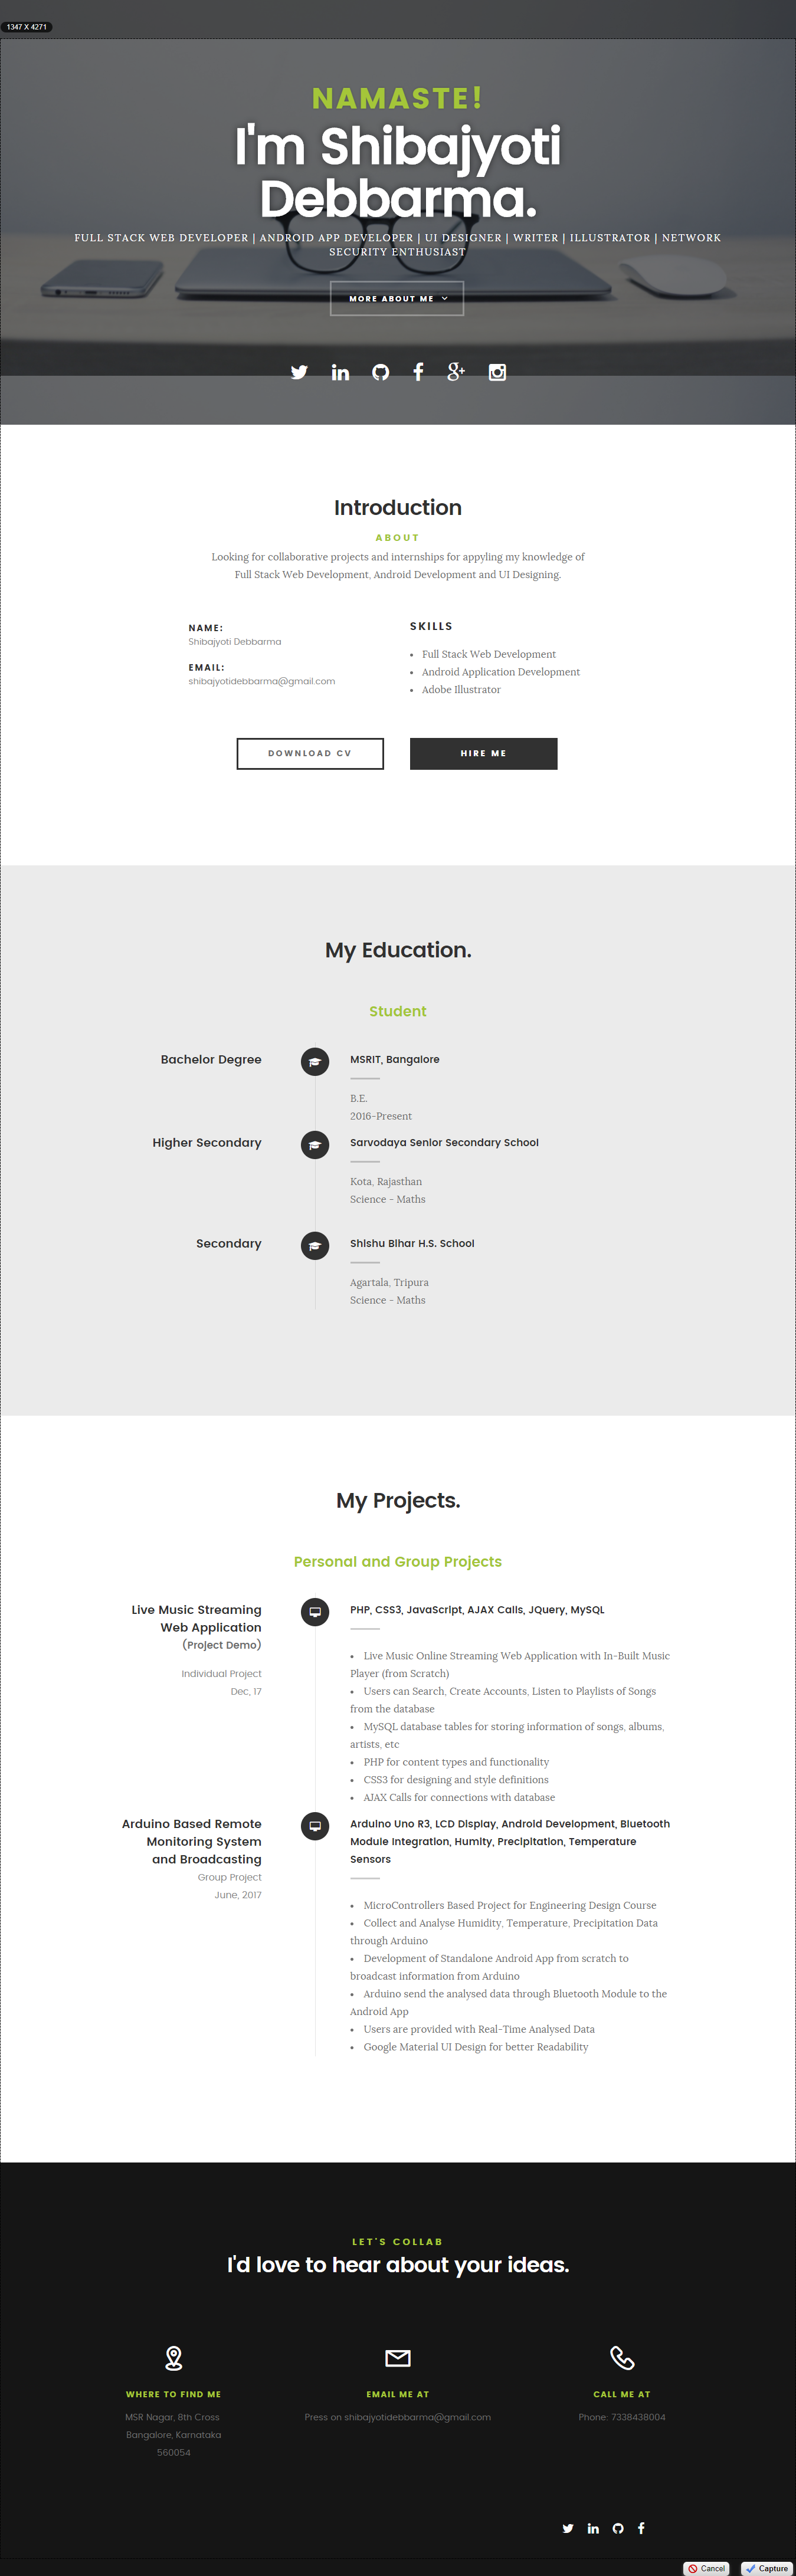 1347 X 4271
NAMASTE!
I'm Shibajyoti
Debbarma.
FULL STACK WEB DEVELOPER | ANDROID APP DEVELOPER | UI DESIGNER | WRITER | ILLUSTRATOR | NETWORK
SECURITY ENTHUSIAST
MORE ABOUT ME
Introduction
ABOUT
Looking for collaborative projects and internships for appyling my knowledge of
Full Stack Web Development, Android Development and UI Designing.
NAME:
Shibajyoti Debbarma
EMAIL:
shibajyotidebbarma@gmail.com
SKILLS
• Full Stack Web Development
• Android Application Development
• Adobe Illustrator
DOWNLOAD CV
HIRE ME
My Education.
Student
Bachelor Degree
MSRIT, Bangalore
B.E.
2016-Present
Higher Secondary
Sarvodaya Senior Secondary School
Kota, Rajasthan
Science - Maths
Secondary
Shishu Bihar H.S. School
Agartala, Tripura
Science - Maths
My Projects.
Personal and Group Projects
Live Music Streaming
Web Application
(Project Demo)
Individual Project
Dec, 17
PHP, CSS3, JavaScript, AJAX Calls, JQuery, MySQL
• Live Music Online Streaming Web Application with In-Built Music
Player (from Scratch)
• Users can Search, Create Accounts, Listen to Playlists of Songs
from the database
• MySQL database tables for storing information of songs, albums,
artists, etc
• PHP for content types and functionality
• CSS3 for designing and style definitions
• AJAX Calls for connections with database
Arduino Based Remote
Monitoring System
and Broadcasting
Group Project
June, 2017
Arduino Uno R3, LCD Display, Android Development, Bluetooth
Module Integration, Humity, Precipitation, Temperature
Sensors
• MicroControllers Based Project for Engineering Design Course
• Collect and Analyse Humidity, Temperature, Precipitation Data
through Arduino
• Development of Standalone Android App from scratch to
broadcast information from Arduino
• Arduino send the analysed data through Bluetooth Module to the
Android App
• Users are provided with Real-Time Analysed Data
• Google Material UI Design for better Readability
LET'S COLLAB
I'd love to hear about your ideas.
WHERE TO FIND ME
MSR Nagar, 8th Cross
Bangalore, Karnataka
560054
EMAIL ME AT
Press on shibajyotidebbarma@gmail.com
CALL ME AT
Phone: 7338438004
Cancel
Capture